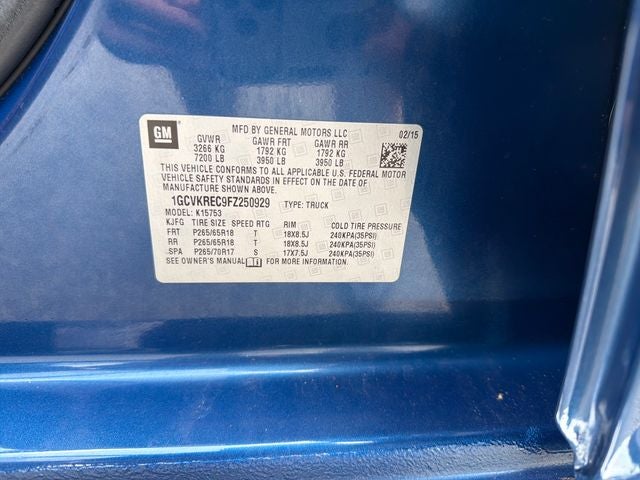 GM
MFD BY GENERAL MOTORS LLC 02/15
GVWR GAWR FRT GAWR RR
3266 KG 1792 KG 1792 KG
7200 LB 3950 LB 3950 LB
THIS VEHICLE CONFORMS TO ALL APPLICABLE U.S. FEDERAL MOTOR
VEHICLE SAFETY STANDARDS IN EFFECT ON THE DATE OF
MANUFACTURE SHOWN ABOVE.
1GCVKREC9FZ250929 TYPE: TRUCK
MODEL: K15753
KJFG TIRE SIZE SPEED RTG RIM COLD TIRE PRESSURE
FRT P265/65R18 T 18X8.5J 240KPA(35PSI)
RR P265/65R18 T 18X8.5J 240KPA(35PSI)
SPA P265/70R17 S 17X7.5J 240KPA(35PSI)
SEE OWNER'S MANUAL FOR MORE INFORMATION.